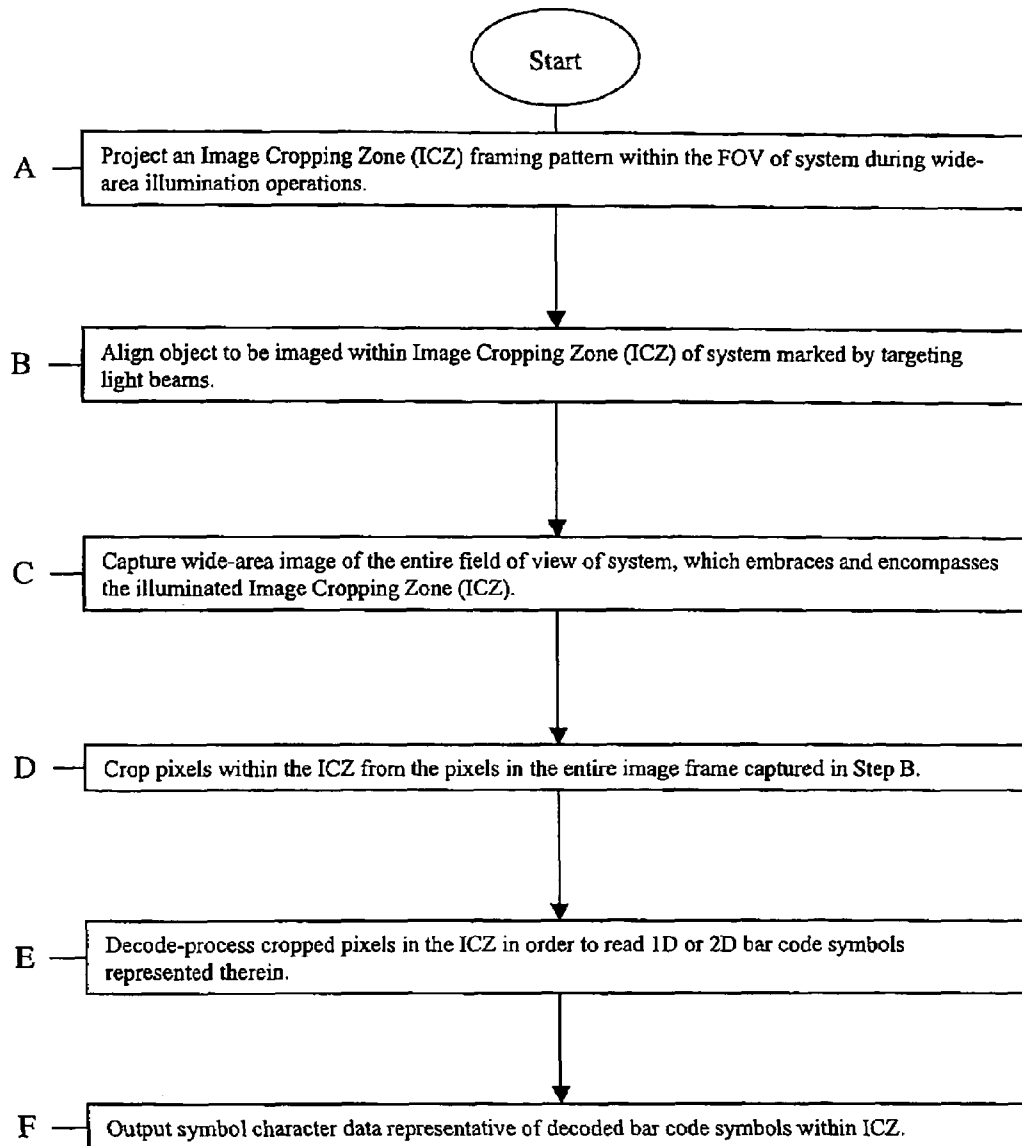 Start
A
Project an Image Cropping Zone (ICZ) framing pattern within the FOV of system during wide-
area illumination operations.
B
Align object to be imaged within Image Cropping Zone (ICZ) of system marked by targeting
light beams.
C
Capture wide-area image of the entire field of view of system, which embraces and encompasses
the illuminated Image Cropping Zone (ICZ).
D
Crop pixels within the ICZ from the pixels in the entire image frame captured in Step B.
E
Decode-process cropped pixels in the ICZ in order to read 1D or 2D bar code symbols
represented therein.
F
Output symbol character data representative of decoded bar code symbols within ICZ.